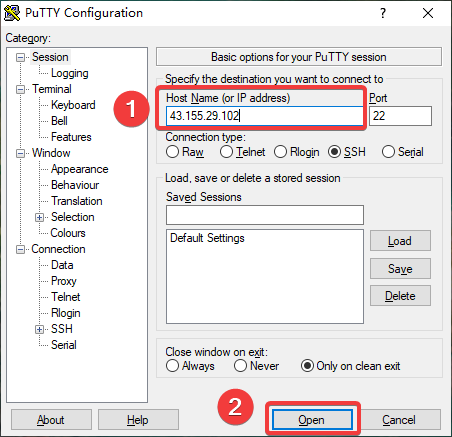 PuTTY Configuration
Category:
Session
Logging
Terminal
Keyboard
Bell
Features
Window
Appearance
Behaviour
Translation
Selection
Colours
Connection
Data
Proxy
Telnet
Rlogin
SSH
Serial
Basic options for your PuTTY session
Specify the destination you want to connect to
Host Name (or IP address) Port
1
43.155.29.102 22
Connection type:
Raw Telnet Rlogin SSH Serial
Load, save or delete a stored session
Saved Sessions
Default Settings
Load
Save
Delete
Close window on exit:
Always Never Only on clean exit
2
About Help Open Cancel